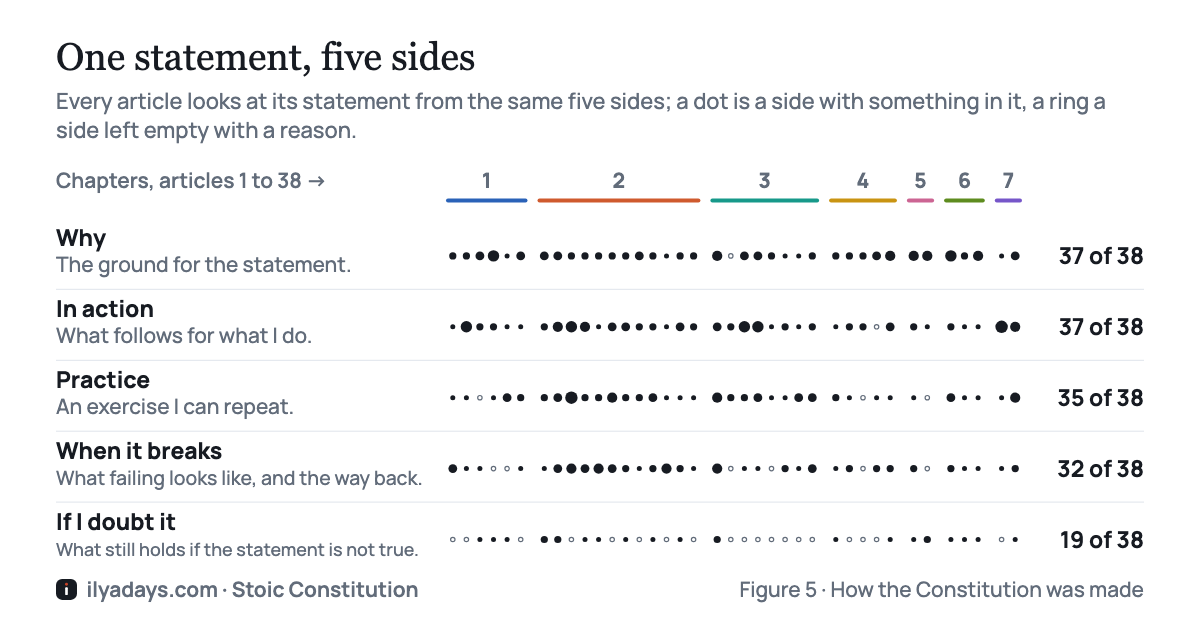 One statement, five sides
Every article looks at its statement from the same five sides; a dot is a side with something in it, a ring a
side left empty with a reason.
Chapters, articles 1 to 38 → 1 2 3 4 5 6 7
Why
The ground for the statement.
37 of 38
In action
What follows for what I do.
37 of 38
Practice
An exercise I can repeat.
35 of 38
When it breaks
What failing looks like, and the way back.
32 of 38
If I doubt it
What still holds if the statement is not true.
19 of 38
i ilyadays.com · Stoic Constitution
Figure 5 · How the Constitution was made